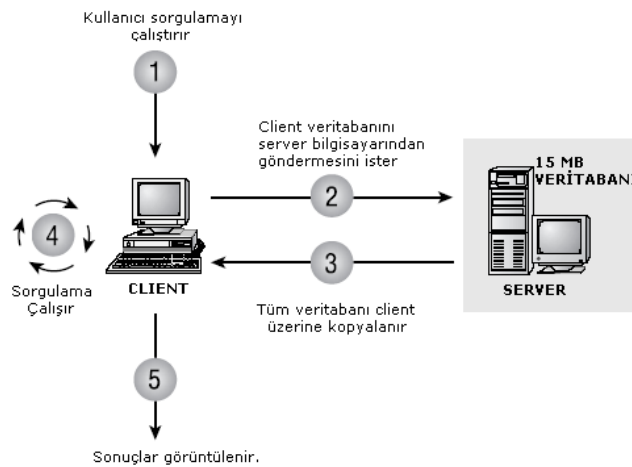 Kullanıcı sorgulamayı
çalıştırır
1
Client veritabanını
server bilgisayarından
göndermesini ister
2
15 MB
VERİTABANI
4
3
Sorgulama
Çalışır
CLIENT
SERVER
Tüm veritabanı client
üzerine kopyalanır
5
Sonuçlar görüntülenir.